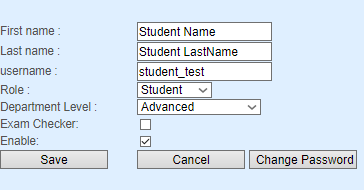 First name : Student Name
Last name : Student LastName
username : student_test
Role : Student
Department Level : Advanced
Exam Checker:
Enable:
Save Cancel Change Password